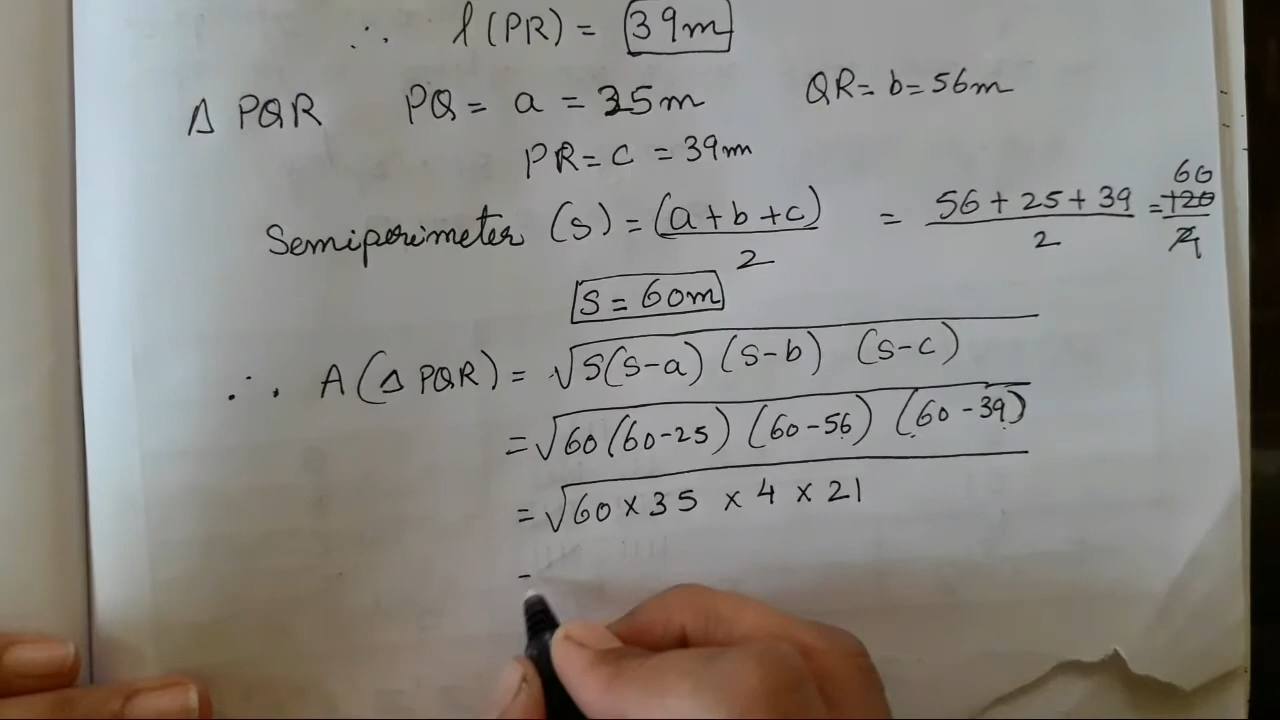 ∴ l(PR) = 39m
Δ PQR PQ = a = 25m QR = b = 56m
PR = c = 39m
Semiperimeter (s) = (a+b+c)/2 = 56+25+39/2 = 60 120/2
S = 60m
∴ A(Δ PQR) = √S(s-a) (s-b) (s-c)
= √60(60-25) (60-56) (60-39)
= √60 × 35 × 4 × 21
-